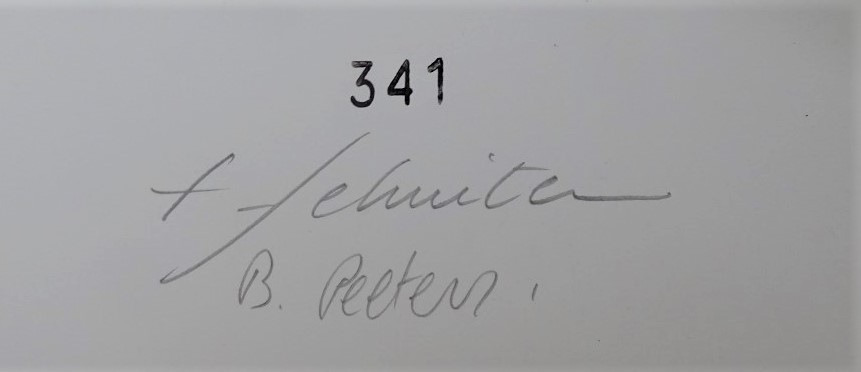 341
f Schuiten
B. Peeters.